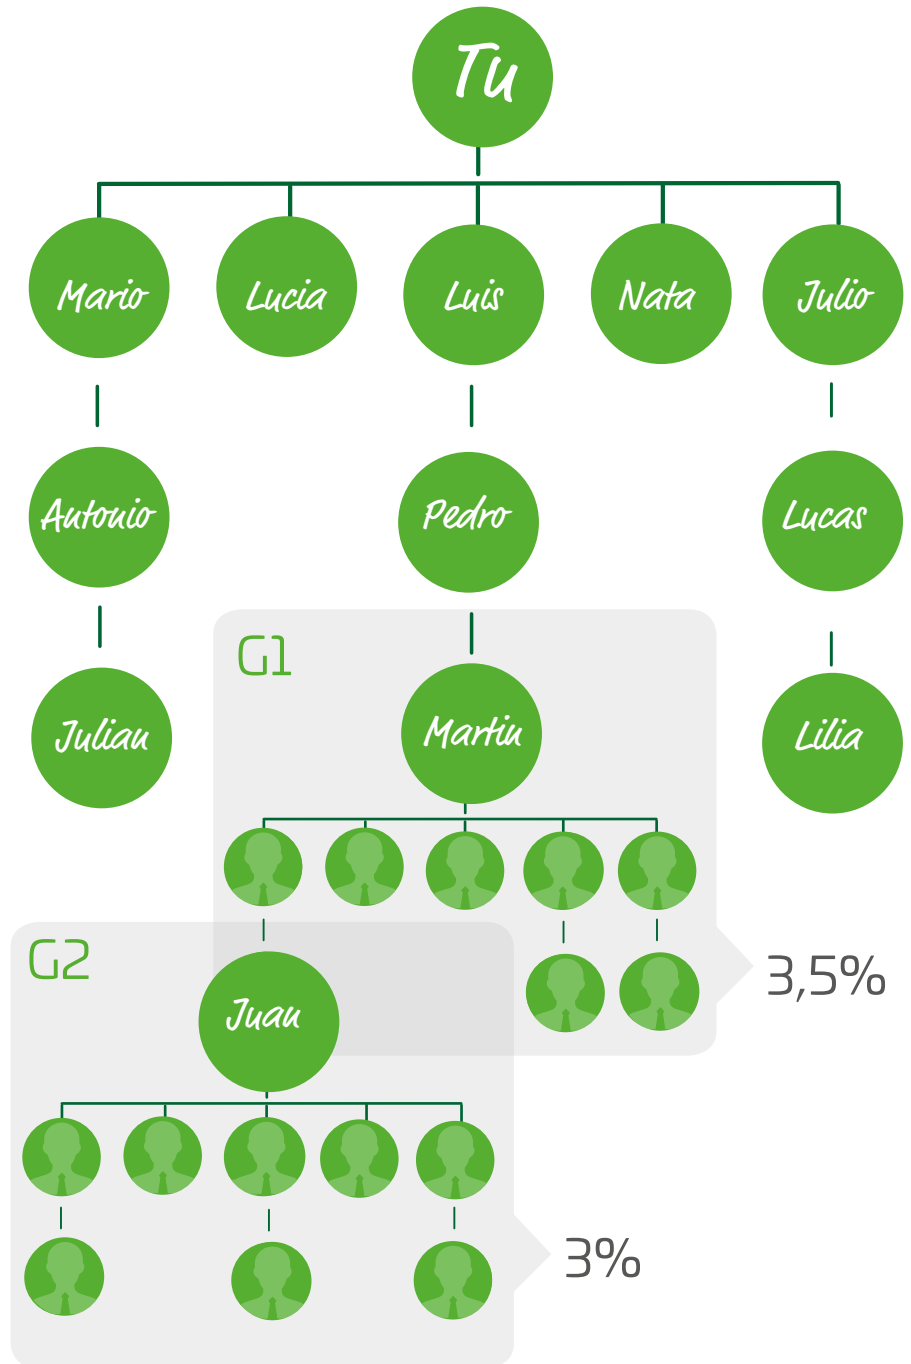 Tu
Mario
Lucia
Luis
Nata
Julio
Antonio
Pedro
Lucas
G1
Julian
Martin
Lilia
G2
3,5%
Juan
3%